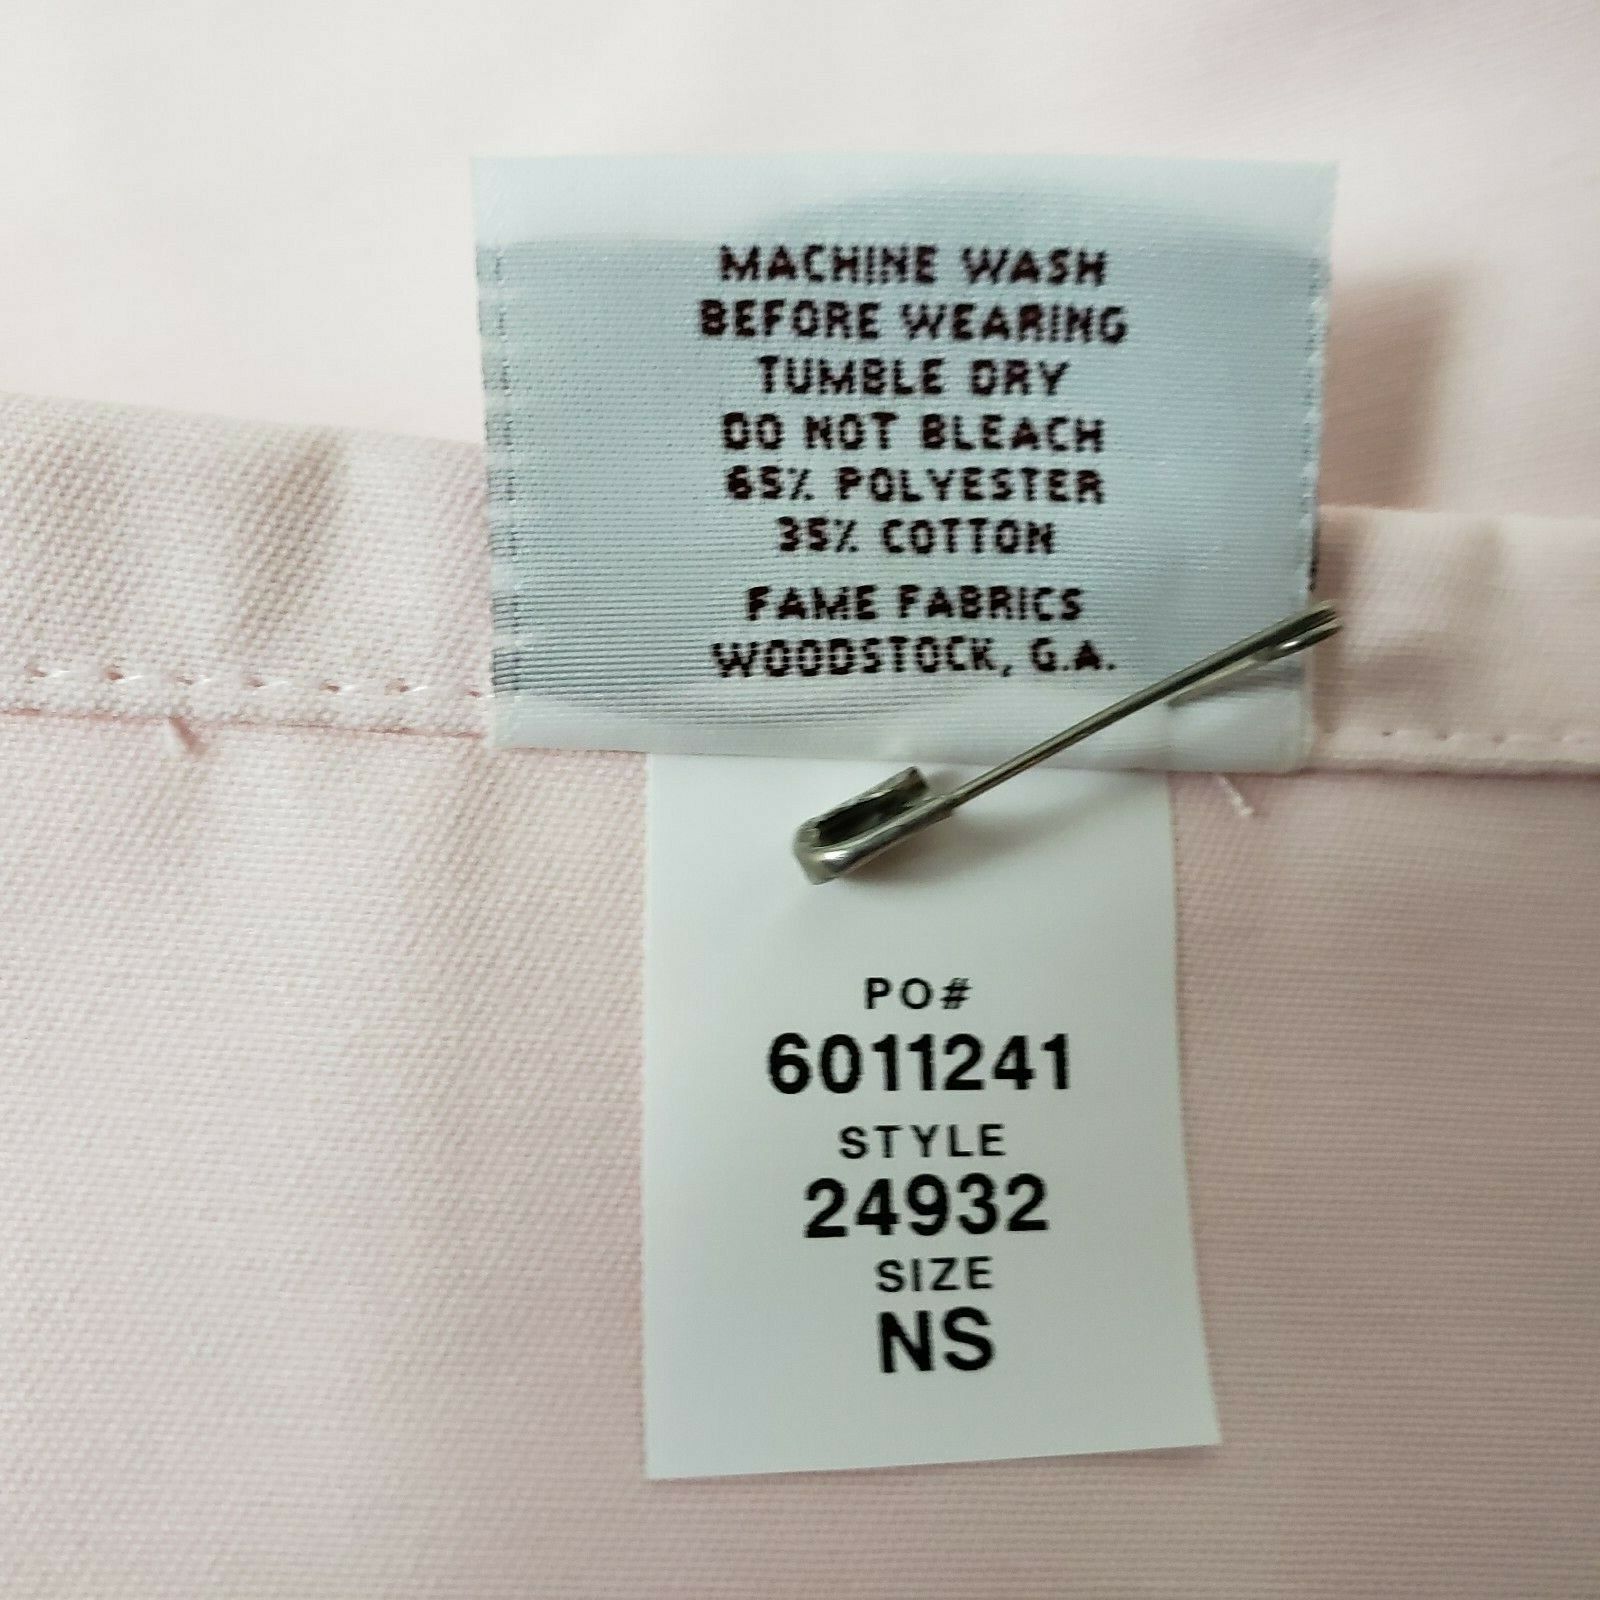 MACHINE WASH
BEFORE WEARING
TUMBLE DRY
DO NOT BLEACH
65% POLYESTER
35% COTTON
FAME FABRICS
WOODSTOCK, G.A.
PO#
6011241
STYLE
24932
SIZE
NS